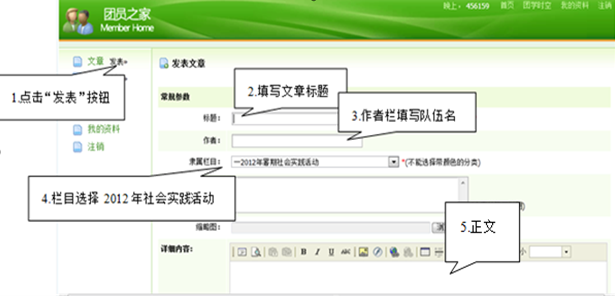 团员之家
Member Home
晚上： 456159 首页 团学时空 我的资料 注销
文章 发表»
发表文章
1.点击“发表”按钮
2.填写文章标题
3.作者栏填写队伍名
常规参数
标题：
作者：
我的资料
注销
隶属栏目：
一2012年暑期社会实践活动
*(不能选择带颜色的分类)
4.栏目选择 2012 年社会实践活动
缩略图：
5.正文
详细内容：
B I U ABC
小